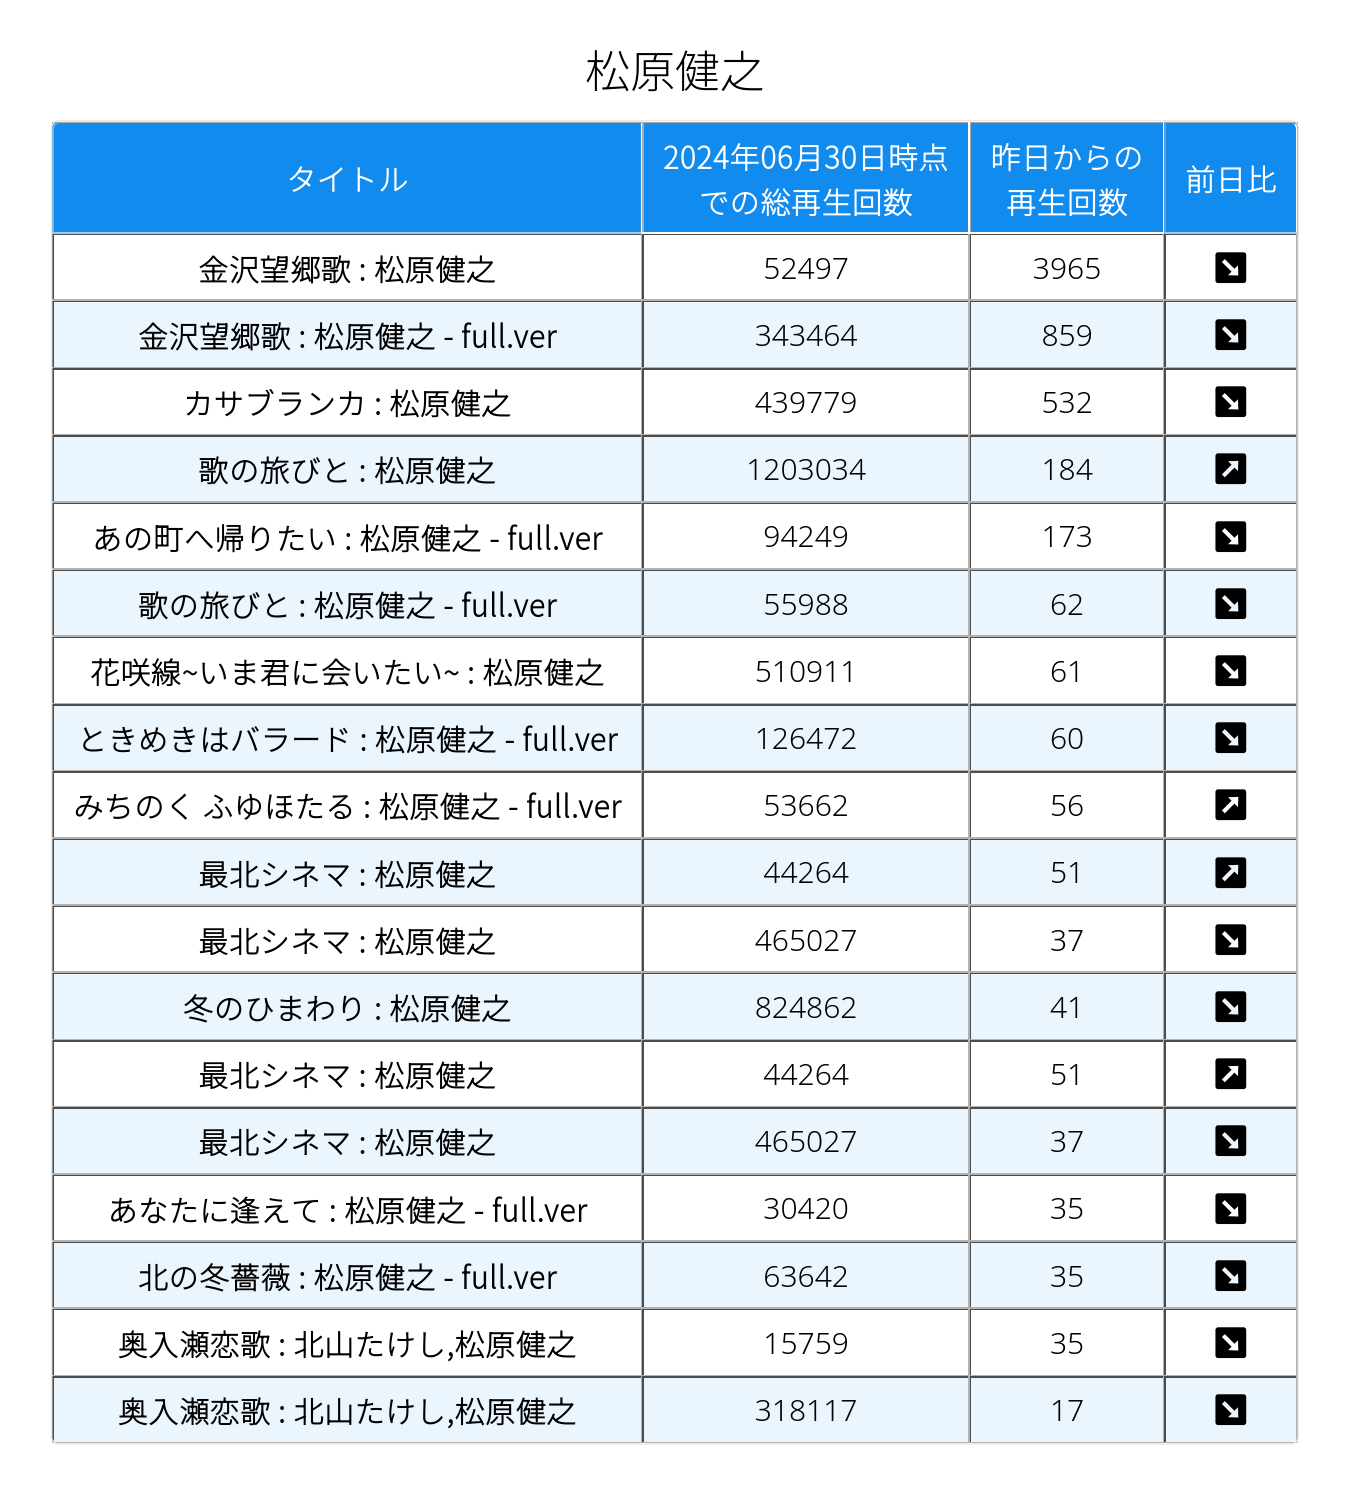 松原健之
タイトル 2024年06月30日時点での総再生回数 昨日からの再生回数 前日比
金沢望郷歌 : 松原健之 52497 3965 ↘
金沢望郷歌 : 松原健之 - full.ver 343464 859 ↘
カサブランカ : 松原健之 439779 532 ↘
歌の旅びと : 松原健之 1203034 184 ↗
あの町へ帰りたい : 松原健之 - full.ver 94249 173 ↘
歌の旅びと : 松原健之 - full.ver 55988 62 ↘
花咲線~いま君に会いたい~ : 松原健之 510911 61 ↘
ときめきはバラード : 松原健之 - full.ver 126472 60 ↘
みちのく ふゆほたる : 松原健之 - full.ver 53662 56 ↗
最北シネマ : 松原健之 44264 51 ↗
最北シネマ : 松原健之 465027 37 ↘
冬のひまわり : 松原健之 824862 41 ↘
最北シネマ : 松原健之 44264 51 ↗
最北シネマ : 松原健之 465027 37 ↘
あなたに逢えて : 松原健之 - full.ver 30420 35 ↘
北の冬薔薇 : 松原健之 - full.ver 63642 35 ↘
奥入瀬恋歌 : 北山たけし,松原健之 15759 35 ↘
奥入瀬恋歌 : 北山たけし,松原健之 318117 17 ↘